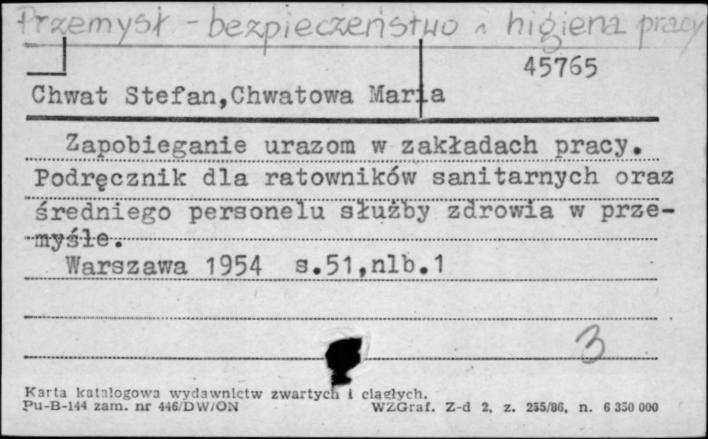 Przemysł - bezpieczeństwo i higiena pracy
45765
Chwat Stefan,Chwatowa Maria
Zapobieganie urazom w zakładach pracy.
Podręcznik dla ratowników sanitarnych oraz
średniego personelu służby zdrowia w prze-
myśle.
Warszawa 1954 s.51,nlb.1
3
Karta katalogowa wydawnictw zwartych i ciągłych.
Pu-B-144 zam. nr 446/DW/ON WZGraf. Z-d 2, z. 255/86, n. 6 350 000